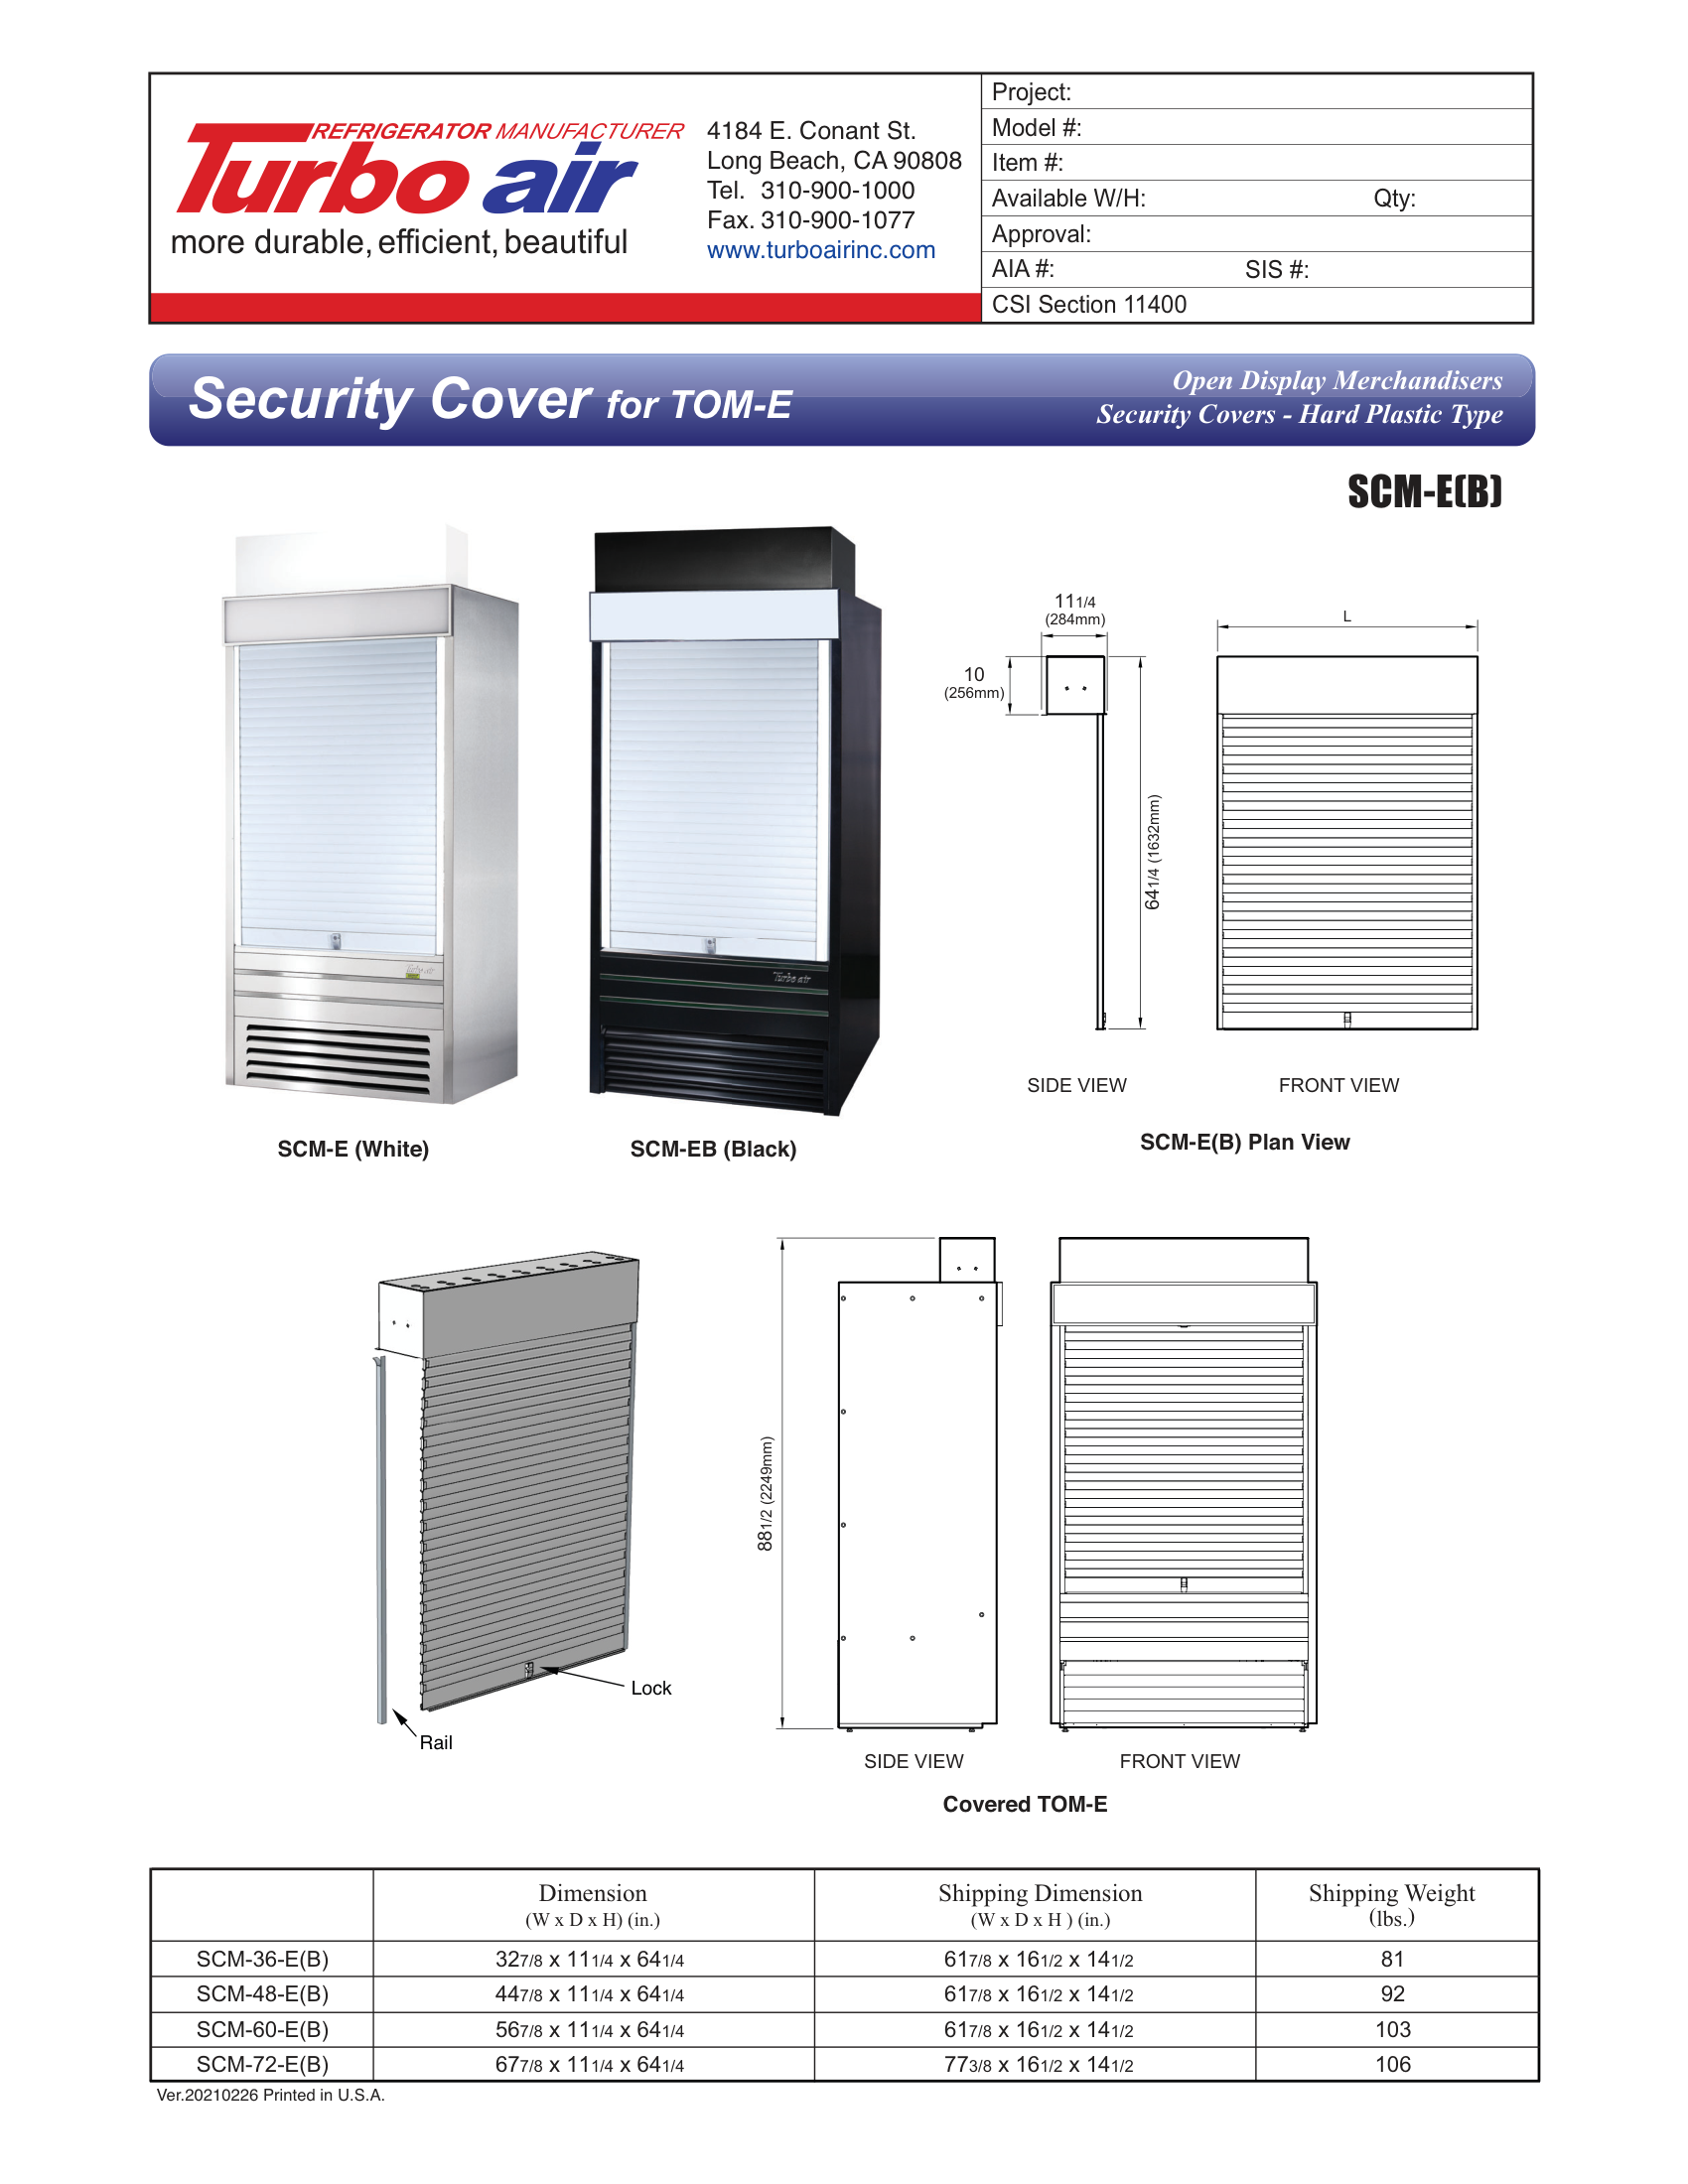 REFRIGERATOR MANUFACTURER
Turbo air
more durable, efficient, beautiful
4184 E. Conant St.
Long Beach, CA 90808
Tel. 310-900-1000
Fax. 310-900-1077
www.turboairinc.com
Project:
Model #:
Item #:
Available W/H: Qty:
Approval:
AIA #: SIS #:
CSI Section 11400
Security Cover for TOM-E
Open Display Merchandisers
Security Covers - Hard Plastic Type
SCM-E(B)
Turbo air
Turbo air
11 1/4
(284mm)
10
(256mm)
64 1/4 (1632mm)
L
SIDE VIEW
FRONT VIEW
SCM-E (White)
SCM-EB (Black)
SCM-E(B) Plan View
Lock
Rail
88 1/2 (2249mm)
SIDE VIEW
FRONT VIEW
Covered TOM-E
Dimension Shipping Dimension Shipping Weight
(W x D x H) (in.) (W x D x H ) (in.) (lbs.)
SCM-36-E(B) 32 7/8 x 11 1/4 x 64 1/4 61 7/8 x 16 1/2 x 14 1/2 81
SCM-48-E(B) 44 7/8 x 11 1/4 x 64 1/4 61 7/8 x 16 1/2 x 14 1/2 92
SCM-60-E(B) 56 7/8 x 11 1/4 x 64 1/4 61 7/8 x 16 1/2 x 14 1/2 103
SCM-72-E(B) 67 7/8 x 11 1/4 x 64 1/4 77 3/8 x 16 1/2 x 14 1/2 106
Ver.20210226 Printed in U.S.A.